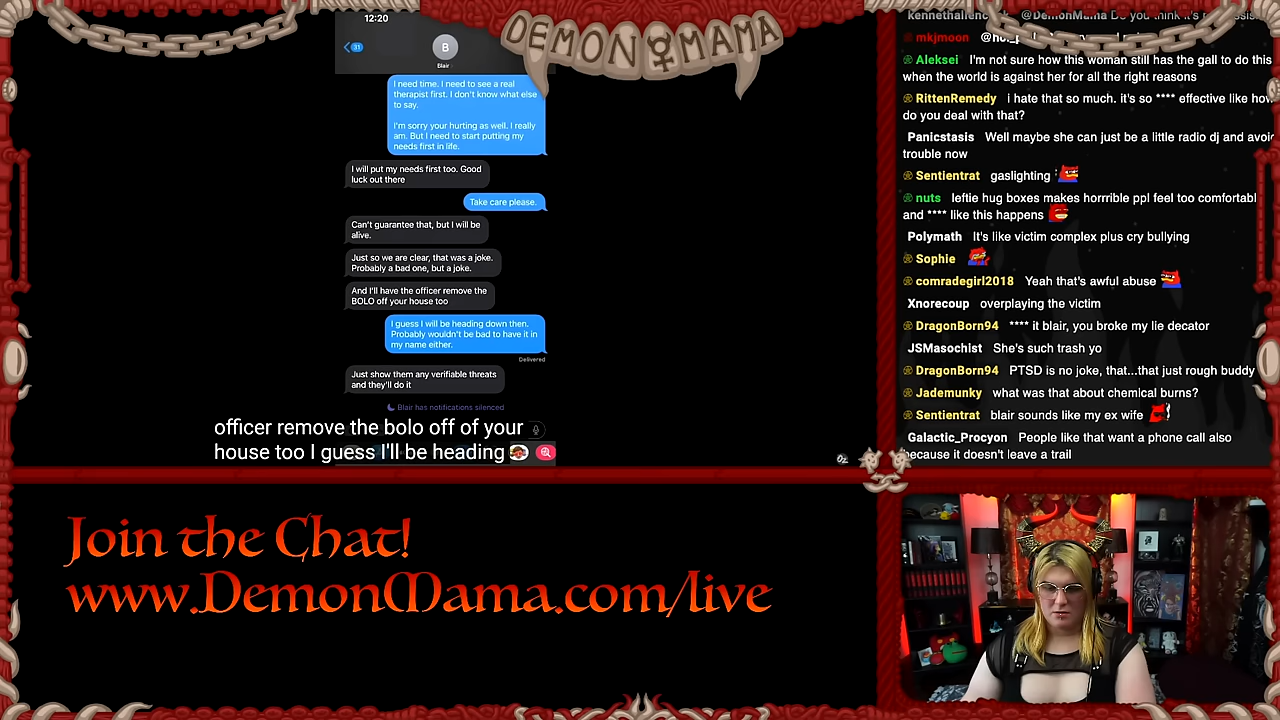 12:20
DEMON MAMA
31
B
Blair
I need time. I need to see a real
therapist first. I don't know what else
to say.
I'm sorry your hurting as well. I really
am. But I need to start putting my
needs first in life.
I will put my needs first too. Good
luck out there
Take care please.
Can't guarantee that, but I will be
alive.
Just so we are clear, that was a joke.
Probably a bad one, but a joke.
And I'll have the officer remove the
BOLO off your house too
I guess I will be heading down then.
Probably wouldn't be bad to have it in
my name either.
Delivered
Just show them any verifiable threats
and they'll do it
Blair has notifications silenced
officer remove the bolo off of your
house too I guess I'll be heading
@DemonMama Do you think it's
mkjmoon
Aleksei I'm not sure how this woman still has the gall to do this
when the world is against her for all the right reasons
RittenRemedy i hate that so much. it's so **** effective like how
do you deal with that?
Panicstasis Well maybe she can just be a little radio dj and avoid
trouble now
Sentientrat gaslighting
nuts leftie hug boxes makes horrrible ppl feel too comfortabl
and **** like this happens
Polymath It's like victim complex plus cry bullying
Sophie
comradegirl2018 Yeah that's awful abuse
Xnorecoup overplaying the victim
DragonBorn94 **** it blair, you broke my lie decator
JSMasochist She's such trash yo
DragonBorn94 PTSD is no joke, that...that just rough buddy
Jademunky what was that about chemical burns?
Sentientrat blair sounds like my ex wife
Galactic_Procyon People like that want a phone call also
because it doesn't leave a trail
Join the Chat!
www.DemonMama.com/live